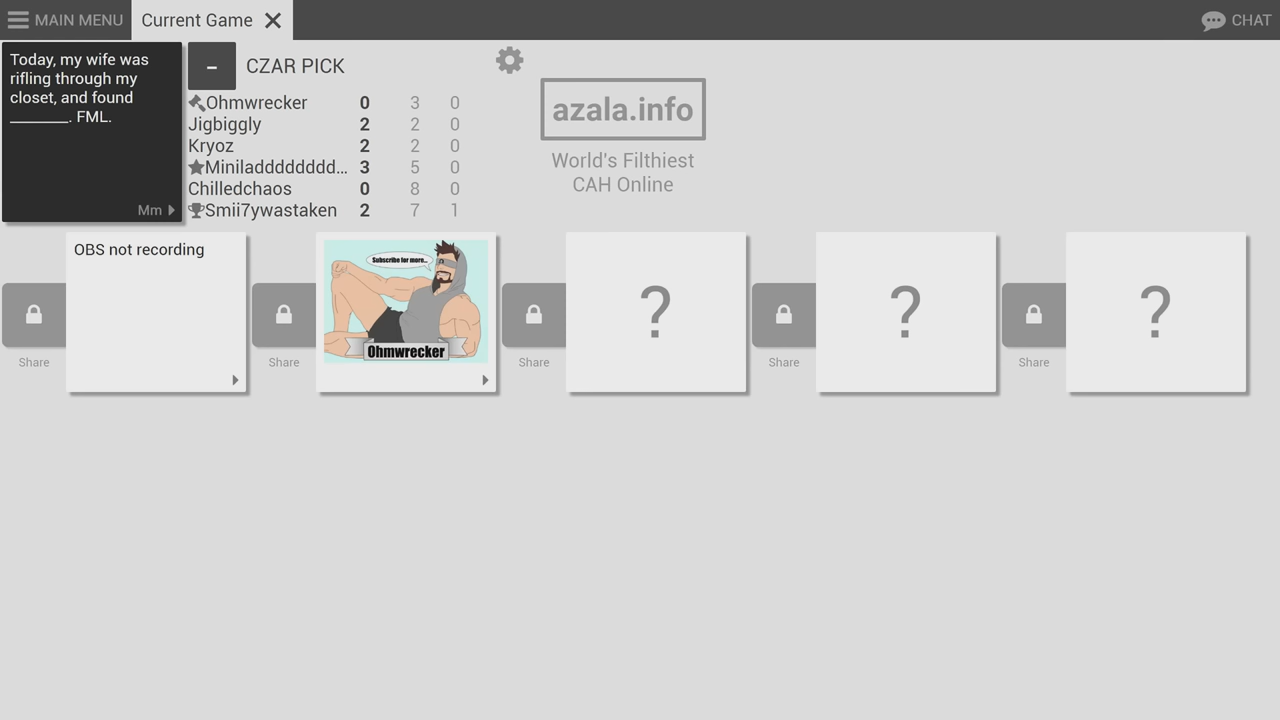 MAIN MENU
Current Game
CHAT
Today, my wife was
rifling through my
closet, and found
_______. FML.
Mm
-
CZAR PICK
Ohmwrecker 0 3 0
Jigbiggly 2 2 0
Kryoz 2 2 0
Miniladdddddddd... 3 5 0
Chilledchaos 0 8 0
Smii7ywastaken 2 7 1
azala.info
World's Filthiest
CAH Online
Share
OBS not recording
Share
Subscribe for more...
Ohmwrecker
Share
?
Share
?
Share
?